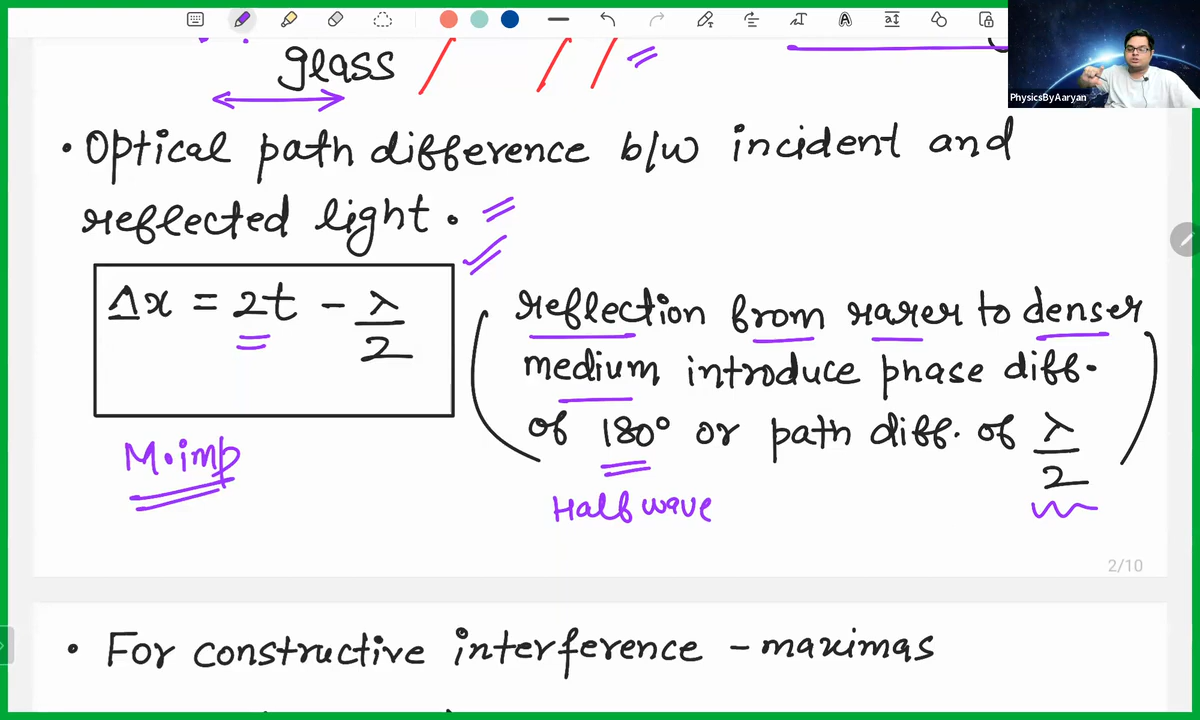 PhysicsByAaryan
glass
• Optical path difference b/w incident and
reflected light.
Δx = 2t - λ/2
(reflection from rarer to denser
medium introduce phase diff.
of 180° or path diff. of λ/2)
M.imp
Half wave
2/10
• For constructive interference - maximas